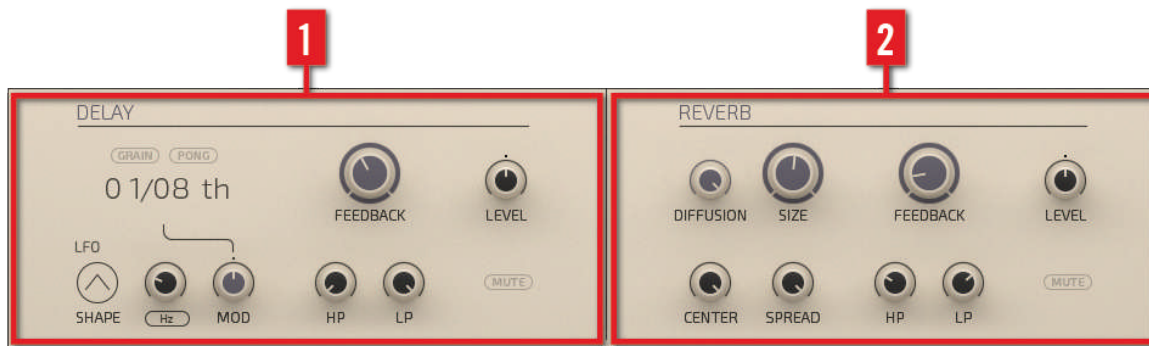 1
2
DELAY
GRAIN PONG
0 1/08 th
FEEDBACK
LEVEL
LFO
SHAPE
Hz
MOD
HP
LP
MUTE
REVERB
DIFFUSION
SIZE
FEEDBACK
LEVEL
CENTER
SPREAD
HP
LP
MUTE